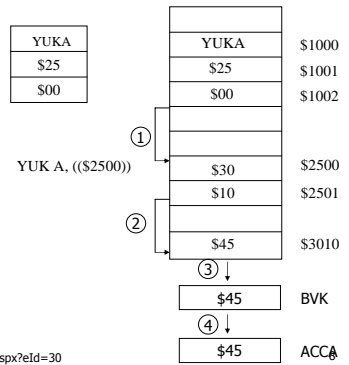 YUKA
$25
$00
YUKA $1000
$25 $1001
$00 $1002
①
YUK A, (($2500))
$30 $2500
$10 $2501
②
$45 $3010
③
$45 BVK
④
$45 ACCA
spx?eId=30